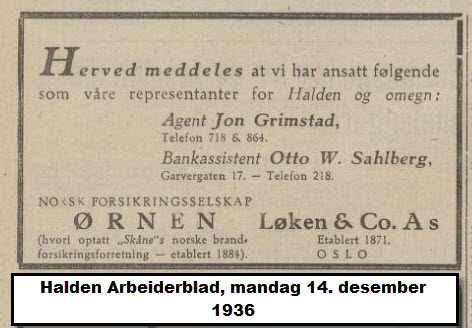 Herved meddeles at vi har ansatt følgende
som våre representanter for Halden og omegn:
Agent Jon Grimstad,
Telefon 718 & 864.
Bankassistent Otto W. Sahlberg,
Garvergaten 17. — Telefon 218.
NORSK FORSIKRINGSSELSKAP
ØRNEN
(hvori optatt „Skåne"s norske brand-
forsikringsforretning — etablert 1884).
Løken & Co. A s
Etablert 1871.
OSLO
Halden Arbeiderblad, mandag 14. desember
1936